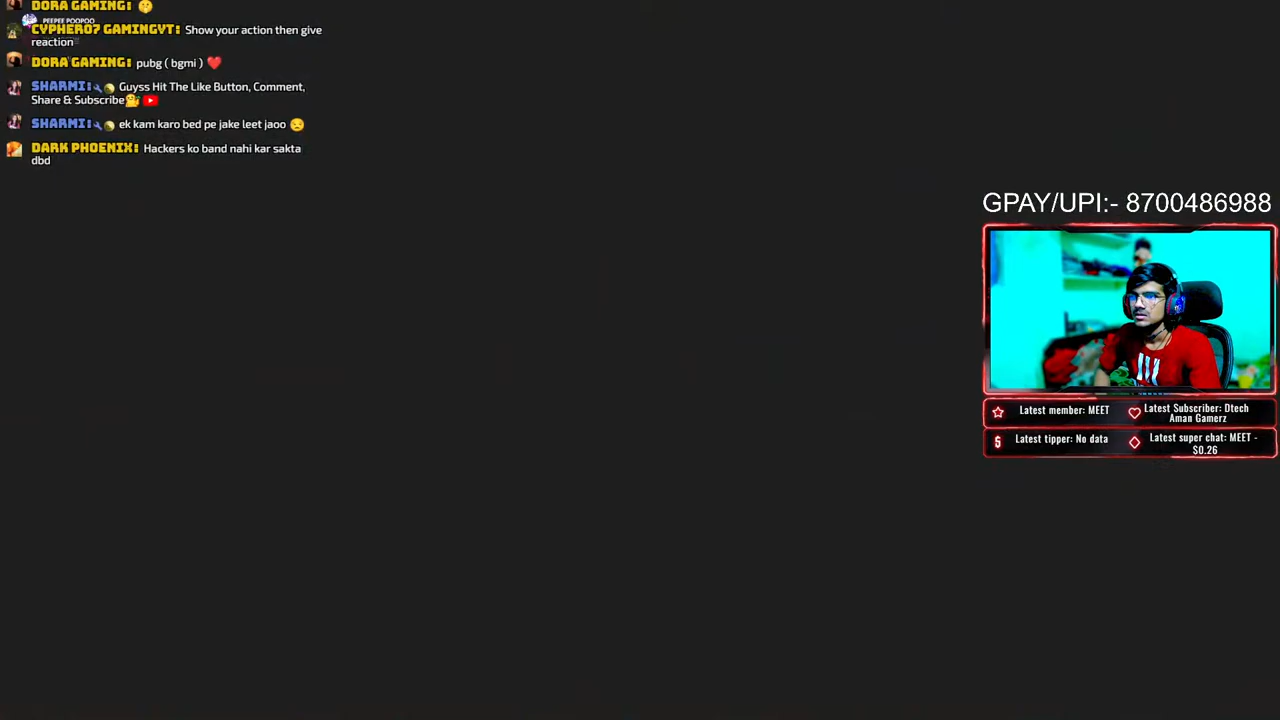 DORA GAMING: 🤫
PEEPEE POOPOO
CYPHER07 GAMINGYT: Show your action then give
reaction
DORA GAMING: pubg ( bgmi ) ❤️
SHARMI: Guyss Hit The Like Button, Comment,
Share & Subscribe
SHARMI: ek kam karo bed pe jake leet jaoo 😒
DARK PHOENIX: Hackers ko band nahi kar sakta
dbd
GPAY/UPI:- 8700486988
Latest member: MEET
Latest Subscriber: Dtech
Aman Gamerz
Latest tipper: No data
Latest super chat: MEET -
$0.26